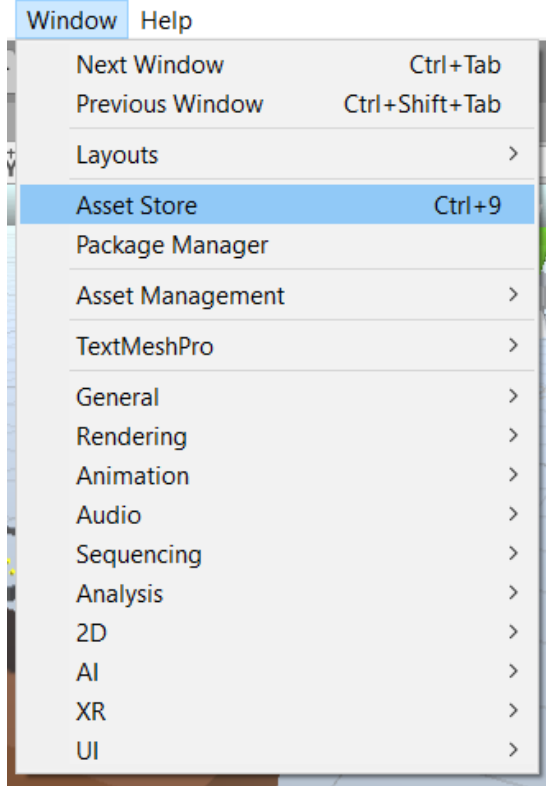 Window Help
Next Window Ctrl+Tab
Previous Window Ctrl+Shift+Tab
Layouts
Asset Store Ctrl+9
Package Manager
Asset Management
TextMeshPro
General
Rendering
Animation
Audio
Sequencing
Analysis
2D
AI
XR
UI